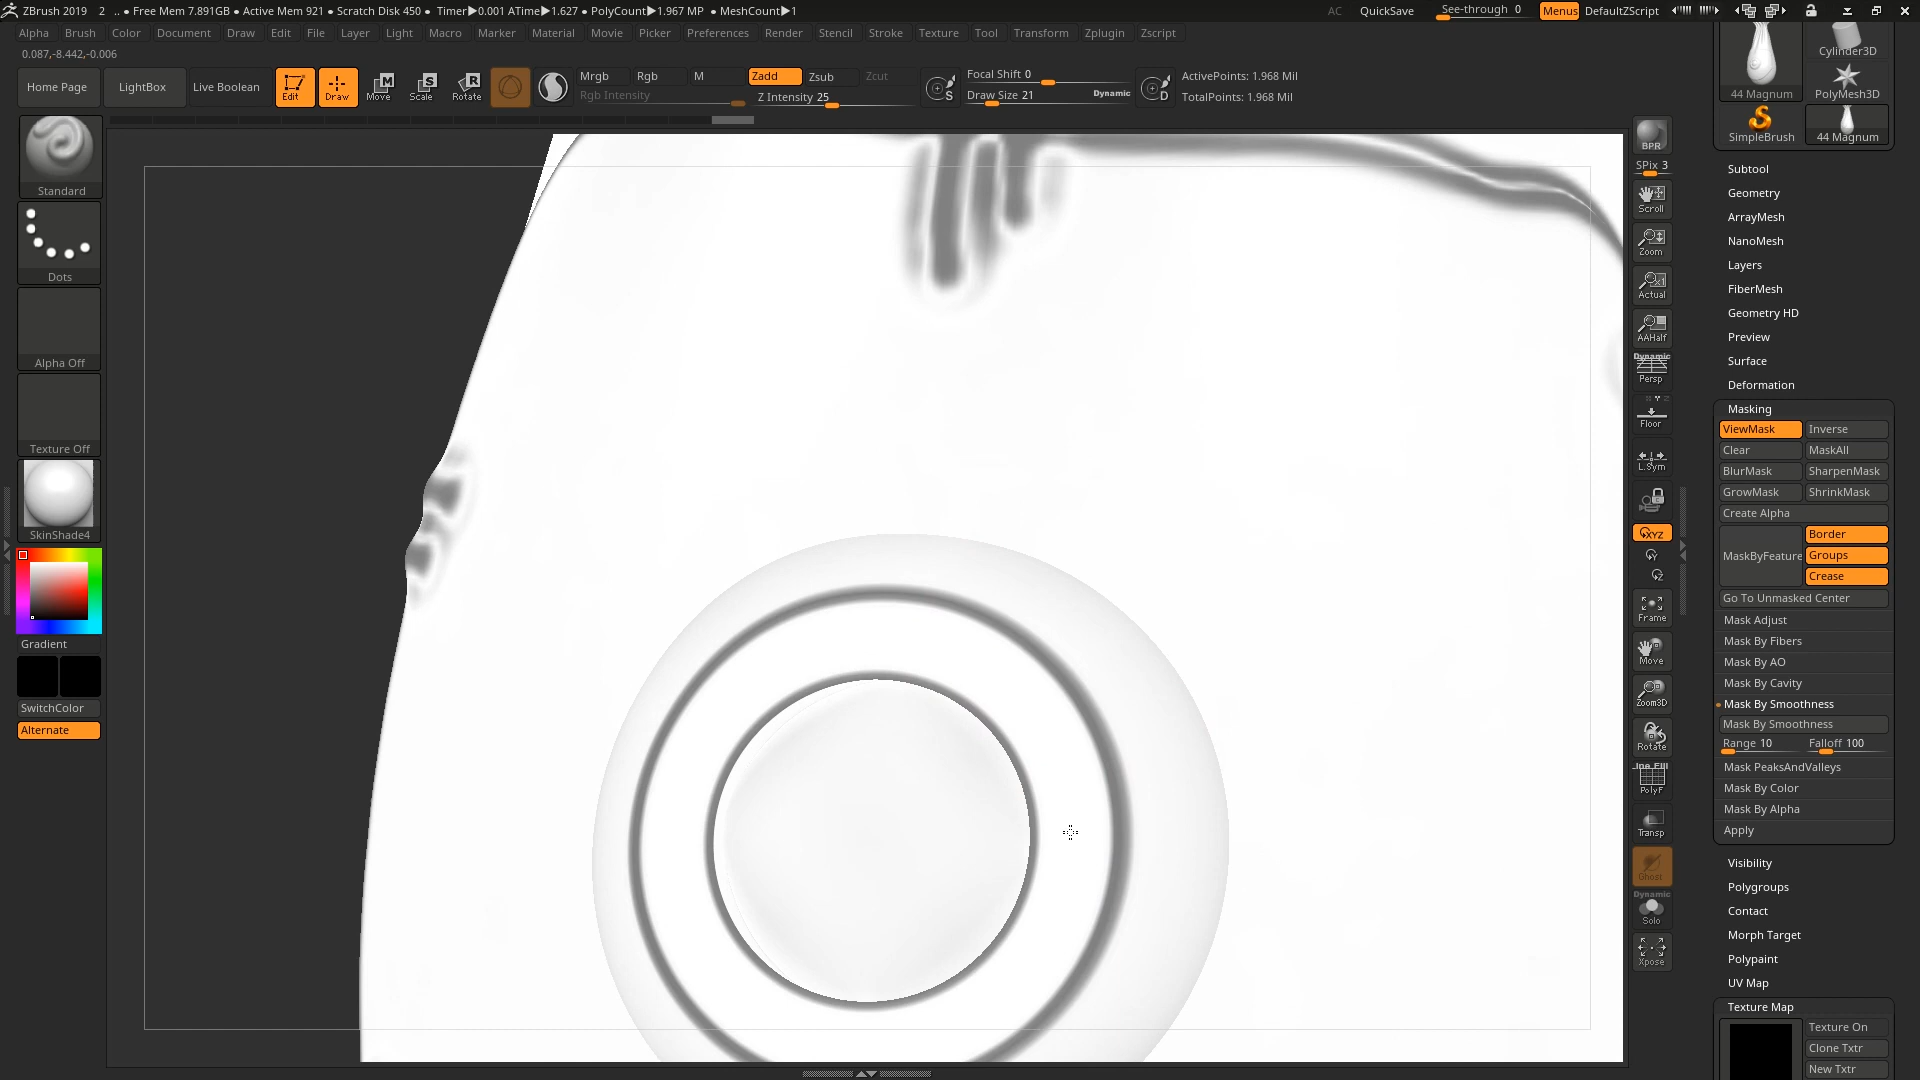 ZBrush 2019 2 .. • Free Mem 7.891GB • Active Mem 921 • Scratch Disk 450 • Timer▶0.001 ATime▶1.627 • PolyCount▶1.967 MP • MeshCount▶1 AC QuickSave See-through 0 Menus DefaultZScript
Alpha Brush Color Document Draw Edit File Layer Light Macro Marker Material Movie Picker Preferences Render Stencil Stroke Texture Tool Transform Zplugin Zscript
0.087,-8.442,-0.006
Home Page LightBox Live Boolean Edit Draw Move Scale Rotate
Mrgb Rgb M Zadd Zsub Zcut
Rgb Intensity Z Intensity 25
Focal Shift 0
Draw Size 21 Dynamic
S
D
ActivePoints: 1.968 Mil
TotalPoints: 1.968 Mil
Standard
Dots
Alpha Off
Texture Off
SkinShade4
Gradient
SwitchColor
Alternate
BPR
SPix 3
Scroll
Zoom
Actual
AAHalf
Dynamic
Persp
Floor
L.Sym
XYZ
Y
Z
Frame
Move
Zoom3D
Rotate
Line Fill
PolyF
Transp
Ghost
Dynamic
Solo
Xpose
Cylinder3D
44 Magnum PolyMesh3D
SimpleBrush 44 Magnum
Subtool
Geometry
ArrayMesh
NanoMesh
Layers
FiberMesh
Geometry HD
Preview
Surface
Deformation
Masking
ViewMask Inverse
Clear MaskAll
BlurMask SharpenMask
GrowMask ShrinkMask
Create Alpha
MaskByFeature Border
Groups
Crease
Go To Unmasked Center
Mask Adjust
Mask By Fibers
Mask By AO
Mask By Cavity
Mask By Smoothness
Mask By Smoothness
Range 10 Falloff 100
Mask PeaksAndValleys
Mask By Color
Mask By Alpha
Apply
Visibility
Polygroups
Contact
Morph Target
Polypaint
UV Map
Texture Map
Texture On
Clone Txtr
New Txtr